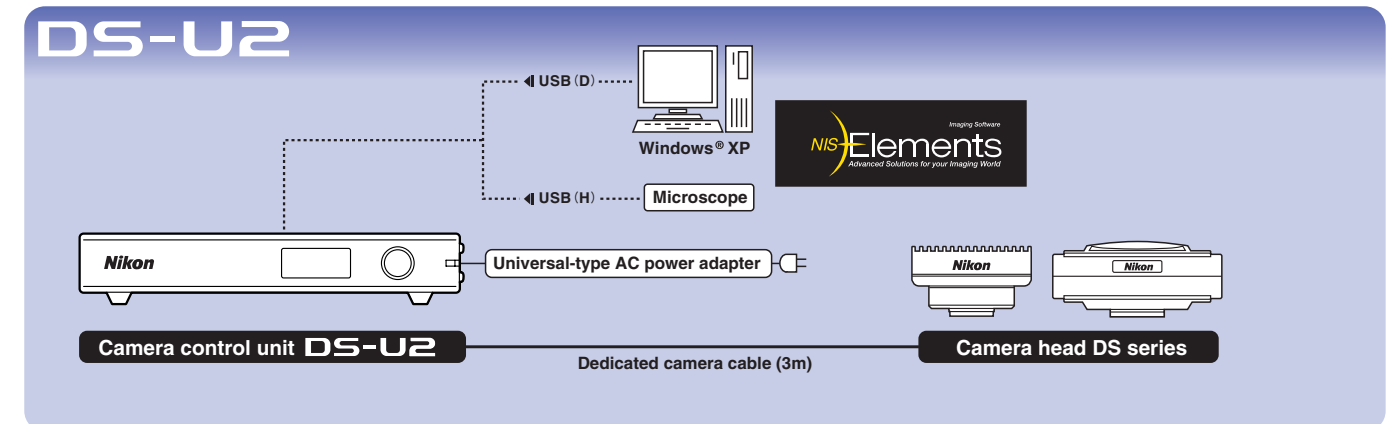 DS-U2
USB (D)
Windows® XP
Imaging Software
NIS Elements
Advanced Solutions for your Imaging World
USB (H)
Microscope
Nikon
Universal-type AC power adapter
Nikon
Nikon
Camera control unit DS-U2
Dedicated camera cable (3m)
Camera head DS series